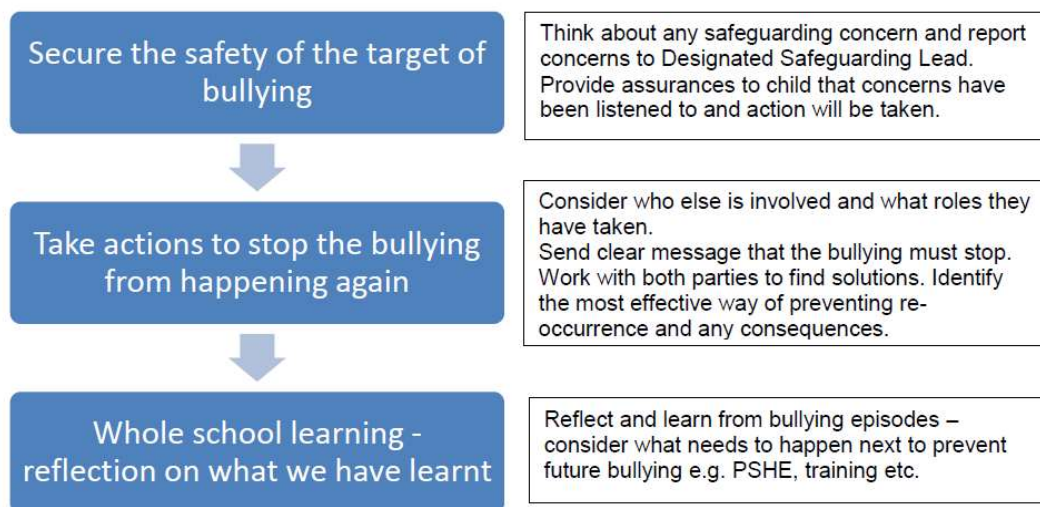 Secure the safety of the target of
bullying
Think about any safeguarding concern and report
concerns to Designated Safeguarding Lead.
Provide assurances to child that concerns have
been listened to and action will be taken.
Take actions to stop the bullying
from happening again
Consider who else is involved and what roles they
have taken.
Send clear message that the bullying must stop.
Work with both parties to find solutions. Identify
the most effective way of preventing re-
occurrence and any consequences.
Whole school learning -
reflection on what we have learnt
Reflect and learn from bullying episodes –
consider what needs to happen next to prevent
future bullying e.g. PSHE, training etc.